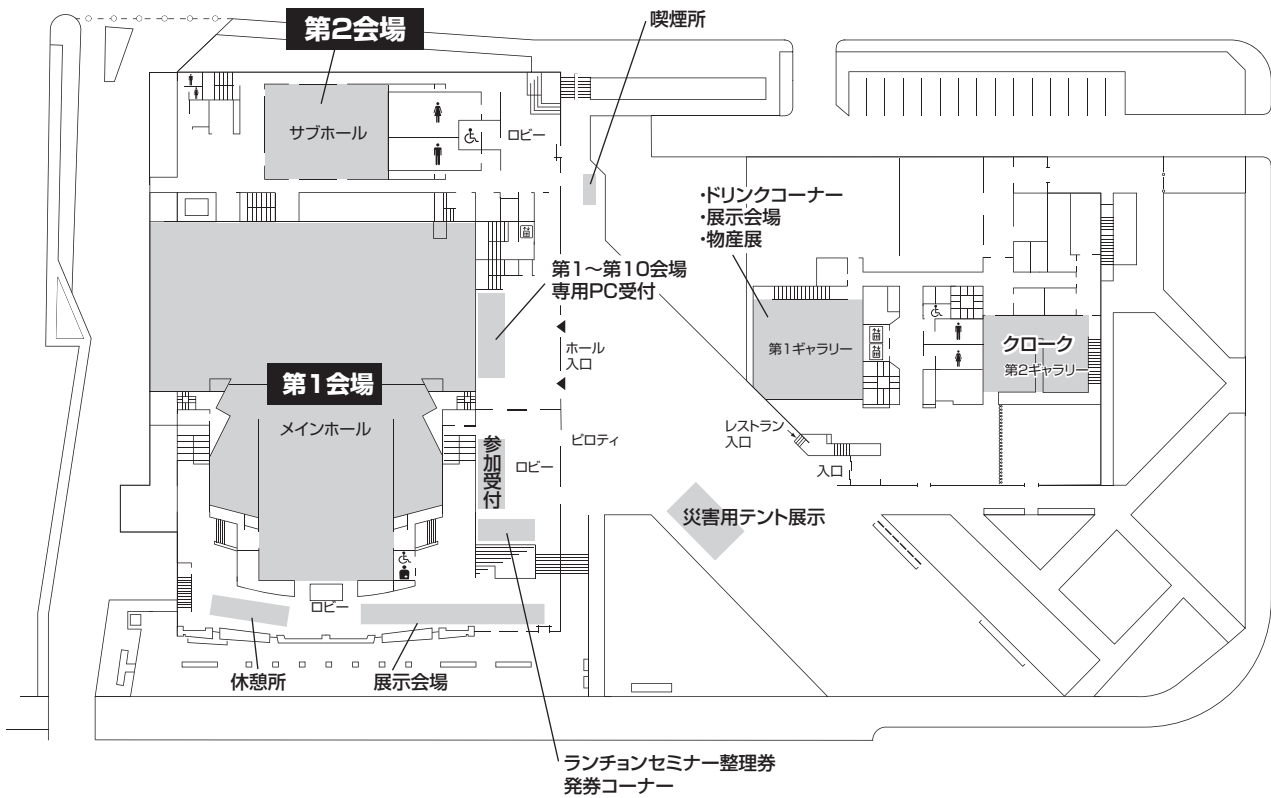 第2会場
喫煙所
サブホール
ロビー
・ドリンクコーナー
・展示会場
・物産展
第1〜第10会場
専用PC受付
ホール
入口
第1ギャラリー
クローク
第2ギャラリー
第1会場
メインホール
参加受付
ロビー
ピロティ
レストラン
入口
入口
災害用テント展示
ロビー
休憩所
展示会場
ランチョンセミナー整理券
発券コーナー